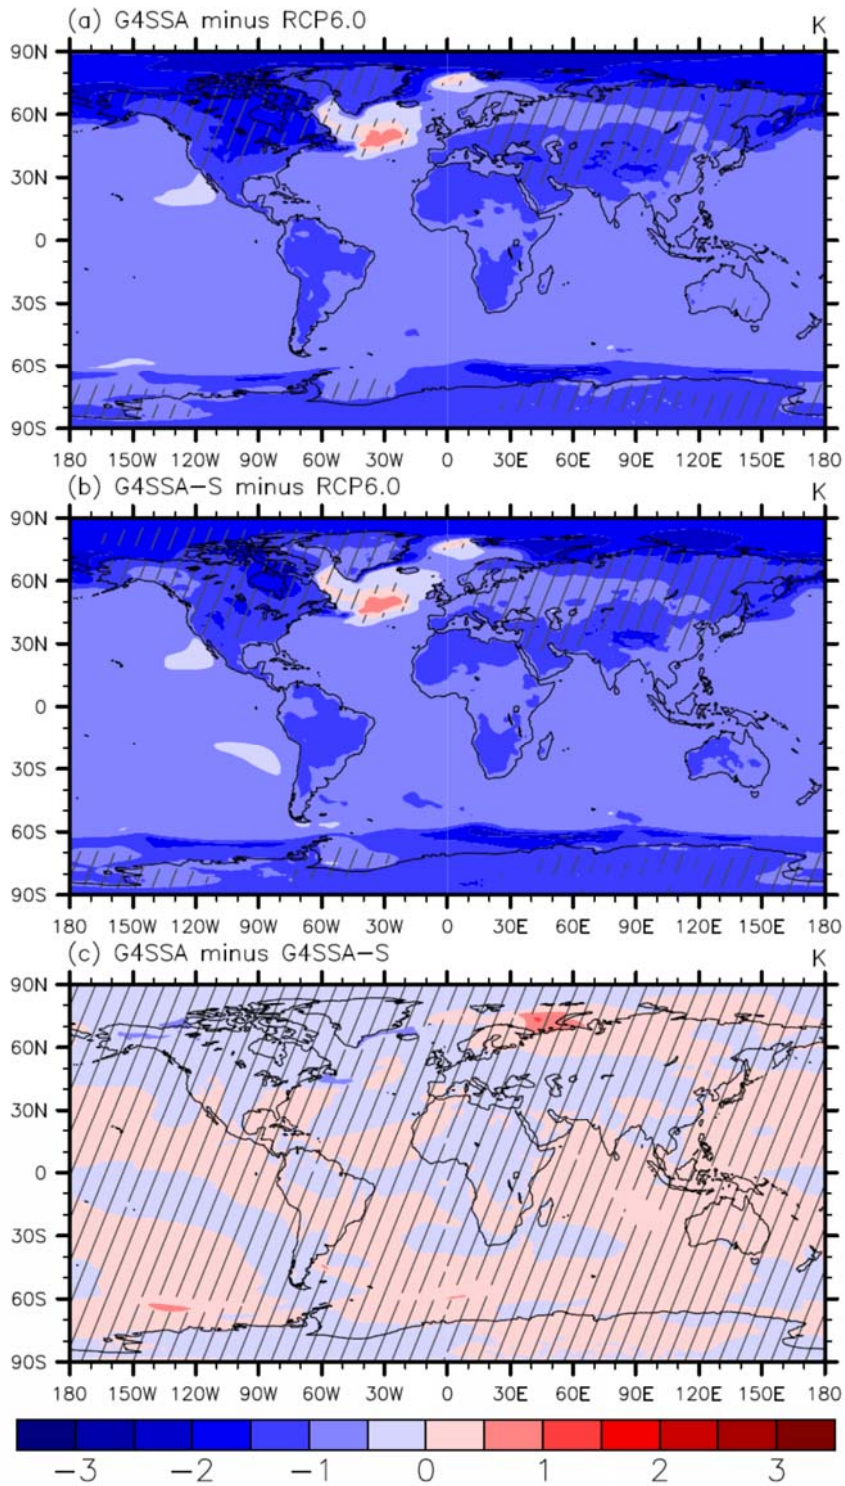 (a) G4SSA minus RCP6.0 K
90N
60N
30N
0
30S
60S
90S
180 150W 120W 90W 60W 30W 0 30E 60E 90E 120E 150E 180
(b) G4SSA-S minus RCP6.0 K
90N
60N
30N
0
30S
60S
90S
180 150W 120W 90W 60W 30W 0 30E 60E 90E 120E 150E 180
(c) G4SSA minus G4SSA-S K
90N
60N
30N
0
30S
60S
90S
180 150W 120W 90W 60W 30W 0 30E 60E 90E 120E 150E 180
-3 -2 -1 0 1 2 3